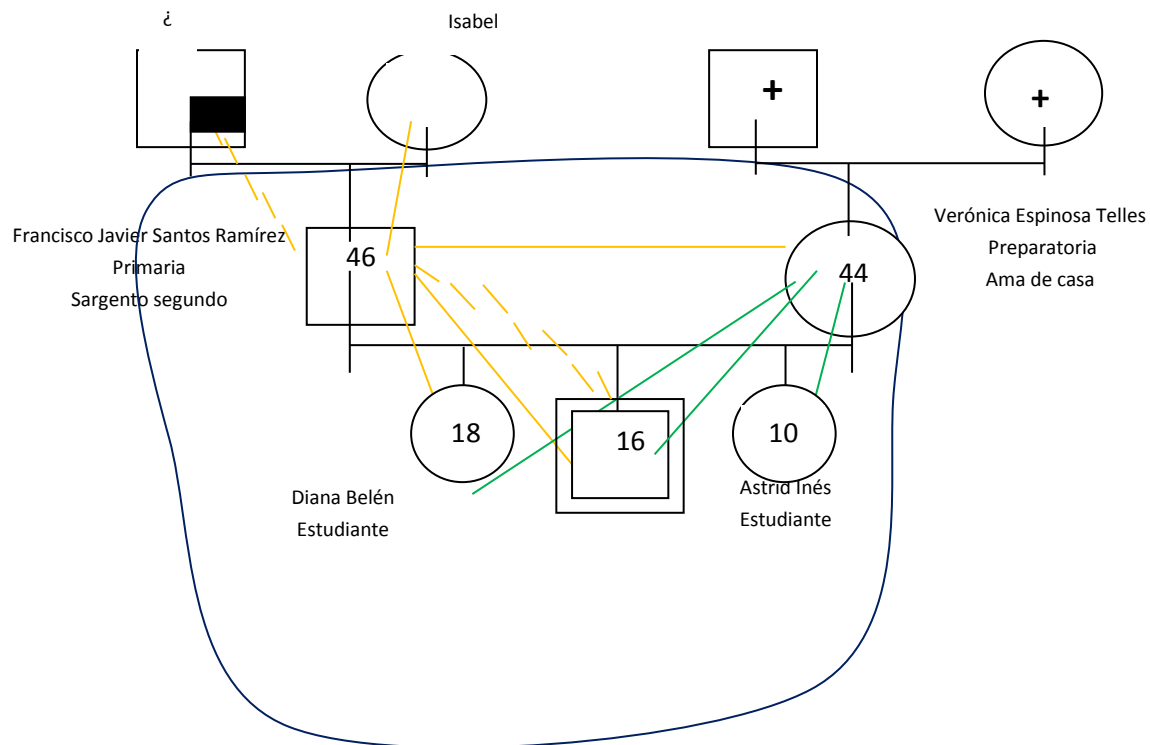 ¿
Isabel
+
+
Francisco Javier Santos Ramírez
Primaria
Sargento segundo
46
44
Verónica Espinosa Telles
Preparatoria
Ama de casa
18
16
10
Diana Belén
Estudiante
Astrid Inés
Estudiante